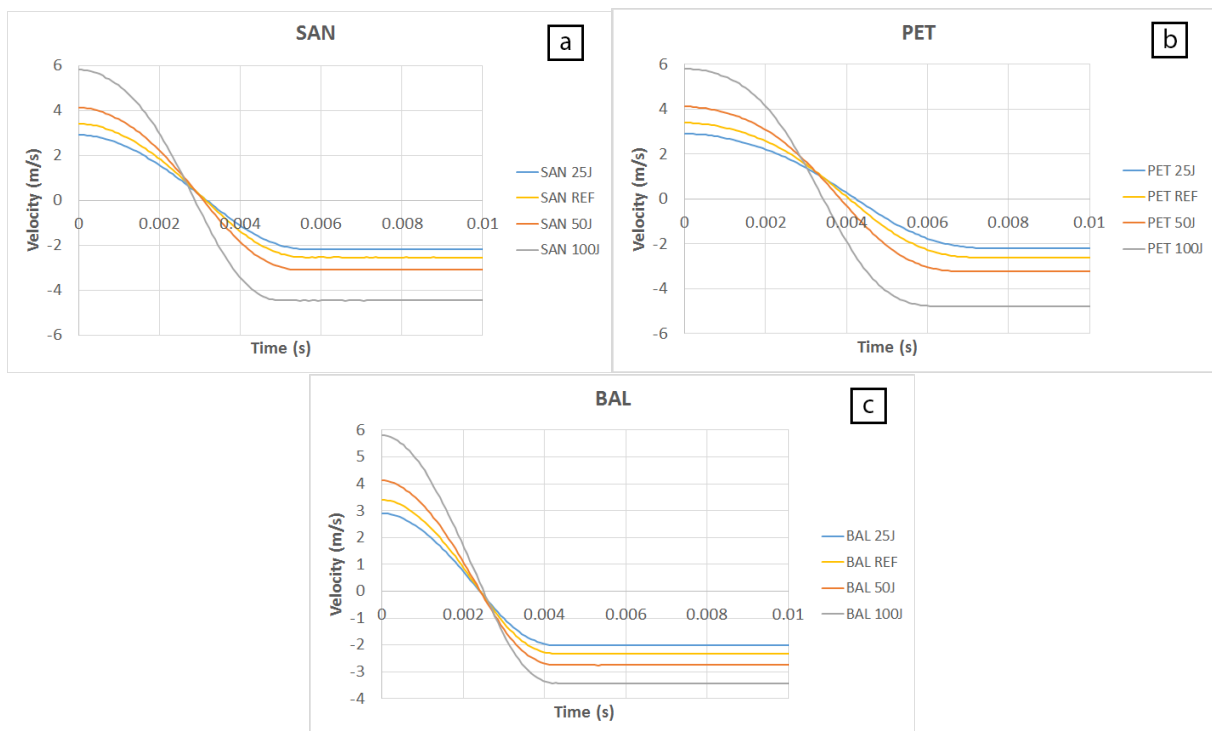 SAN
a
6
4
2
0
-2
-4
-6
0
0.002
0.004
0.006
0.008
0.01
Velocity (m/s)
Time (s)
SAN 25J
SAN REF
SAN 50J
SAN 100J
PET
b
6
4
2
0
-2
-4
-6
0
0.002
0.004
0.006
0.008
0.01
Velocity (m/s)
Time (s)
PET 25J
PET REF
PET 50J
PET 100J
BAL
c
6
5
4
3
2
1
0
-1
-2
-3
-4
0
0.002
0.004
0.006
0.008
0.01
Velocity (m/s)
Time (s)
BAL 25J
BAL REF
BAL 50J
BAL 100J